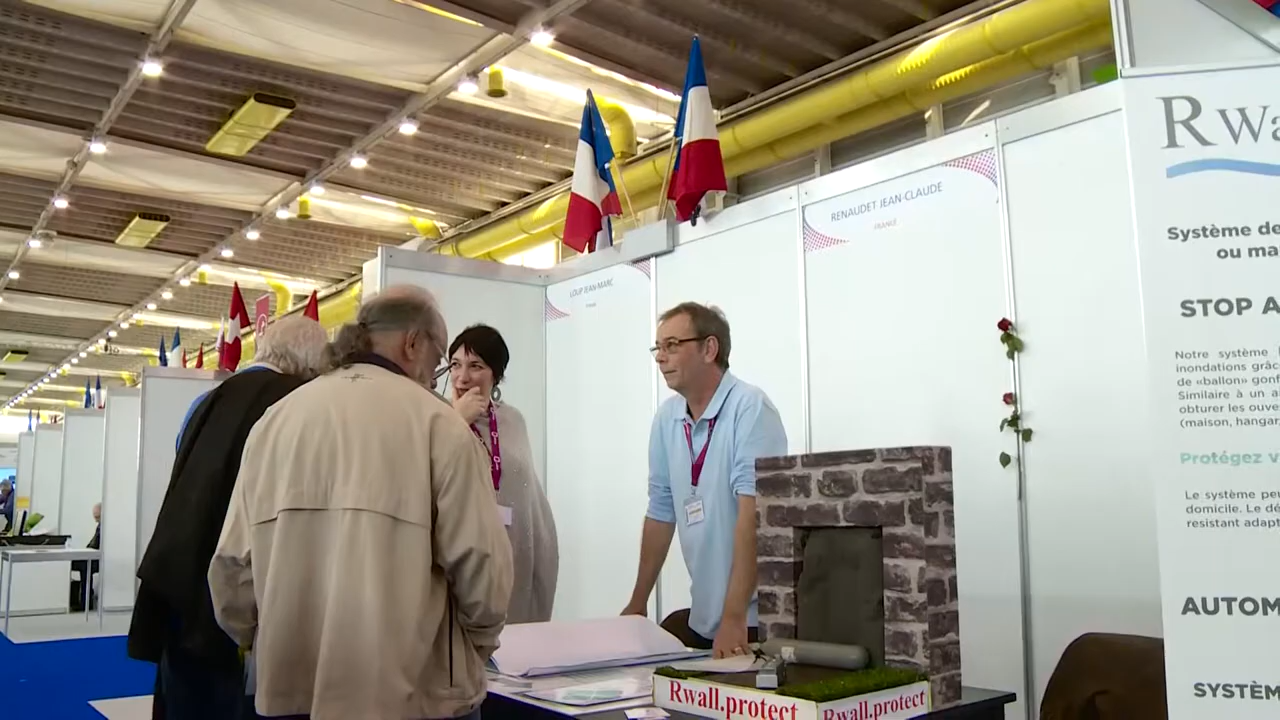 LOUP JEAN-MARC
RENAUDET JEAN-CLAUDE
FRANCE
Système de
ou ma
STOP A
Notre système
inondations grâc
de «ballon» gonf
Similaire à un a
obturer les ouve
(maison, hangar
Protégez v
Le système peu
domicile. Le dé
resistant adap
AUTOM
SYSTÈM
Rwall.protect
Rwall.protect